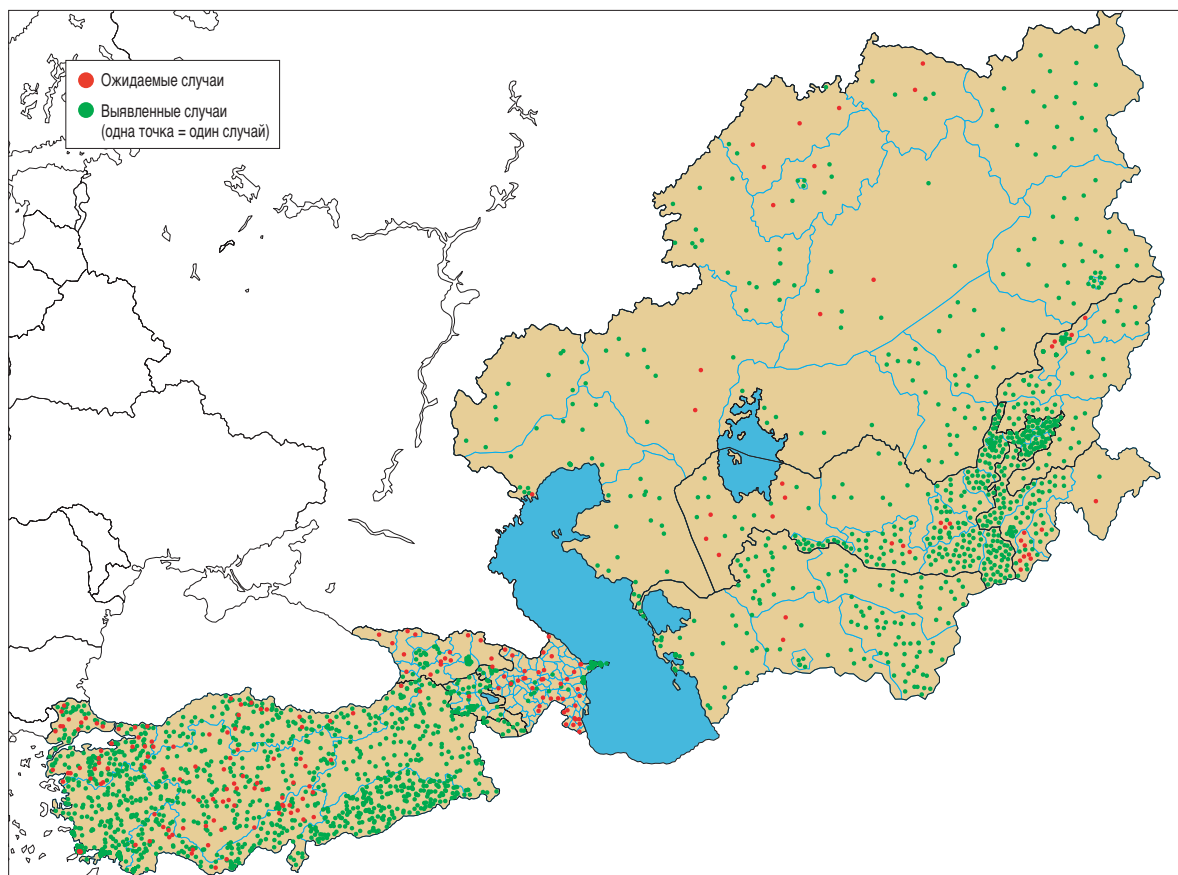 Ожидаемые случаи
Выявленные случаи
(одна точка = один случай)